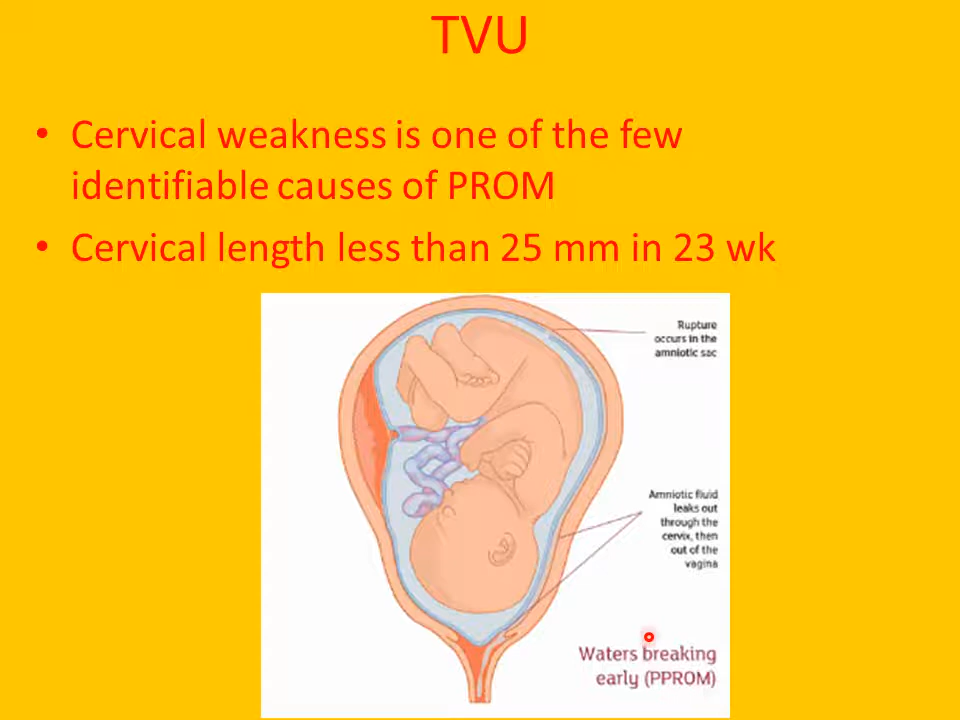 TVU
• Cervical weakness is one of the few
identifiable causes of PROM
• Cervical length less than 25 mm in 23 wk
Rupture
occurs in the
amniotic sac
Amniotic fluid
leaks out
through the
cervix, then
out of the
vagina
Waters breaking
early (PPROM)